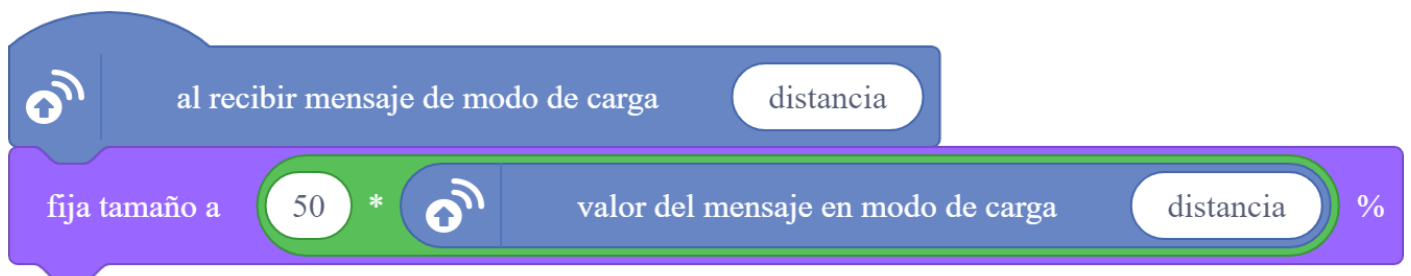 al recibir mensaje de modo de carga distancia
fija tamaño a 50 * valor del mensaje en modo de carga distancia %